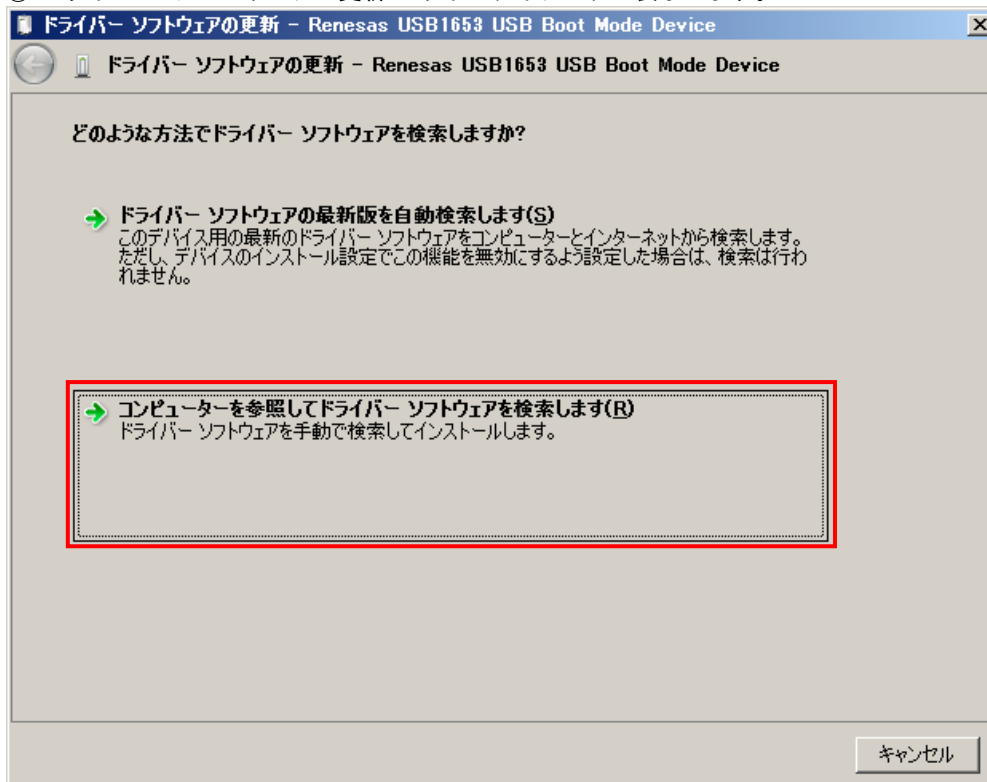 ドライバー ソフトウェアの更新 - Renesas USB1653 USB Boot Mode Device
ドライバー ソフトウェアの更新 - Renesas USB1653 USB Boot Mode Device
どのような方法でドライバー ソフトウェアを検索しますか?
ドライバー ソフトウェアの最新版を自動検索します(S)
このデバイス用の最新のドライバー ソフトウェアをコンピューターとインターネットから検索します。
ただし、デバイスのインストール設定でこの機能を無効にするよう設定した場合は、検索は行わ
れません。
コンピューターを参照してドライバー ソフトウェアを検索します(R)
ドライバー ソフトウェアを手動で検索してインストールします。
キャンセル